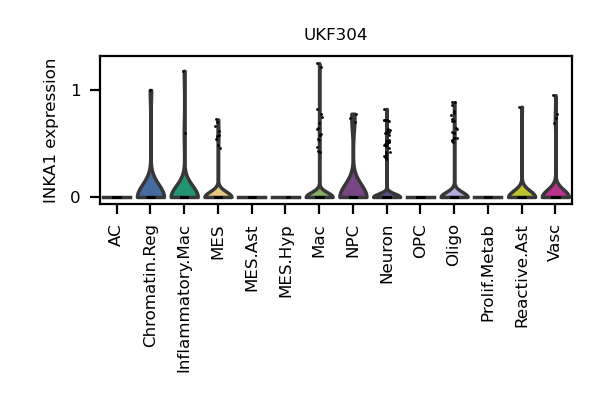 UKF304
INKA1 expression
1
0
AC
Chromatin.Reg
Inflammatory.Mac
MES
MES.Ast
MES.Hyp
Mac
NPC
Neuron
OPC
Oligo
Prolif.Metab
Reactive.Ast
Vasc